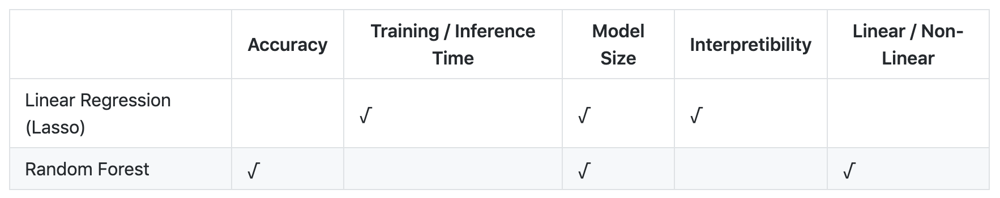 Accuracy
Training / Inference
Time
Model
Size
Interpretibility
Linear / Non-
Linear
Linear Regression
(Lasso)
√
√
√
Random Forest
√
√
√